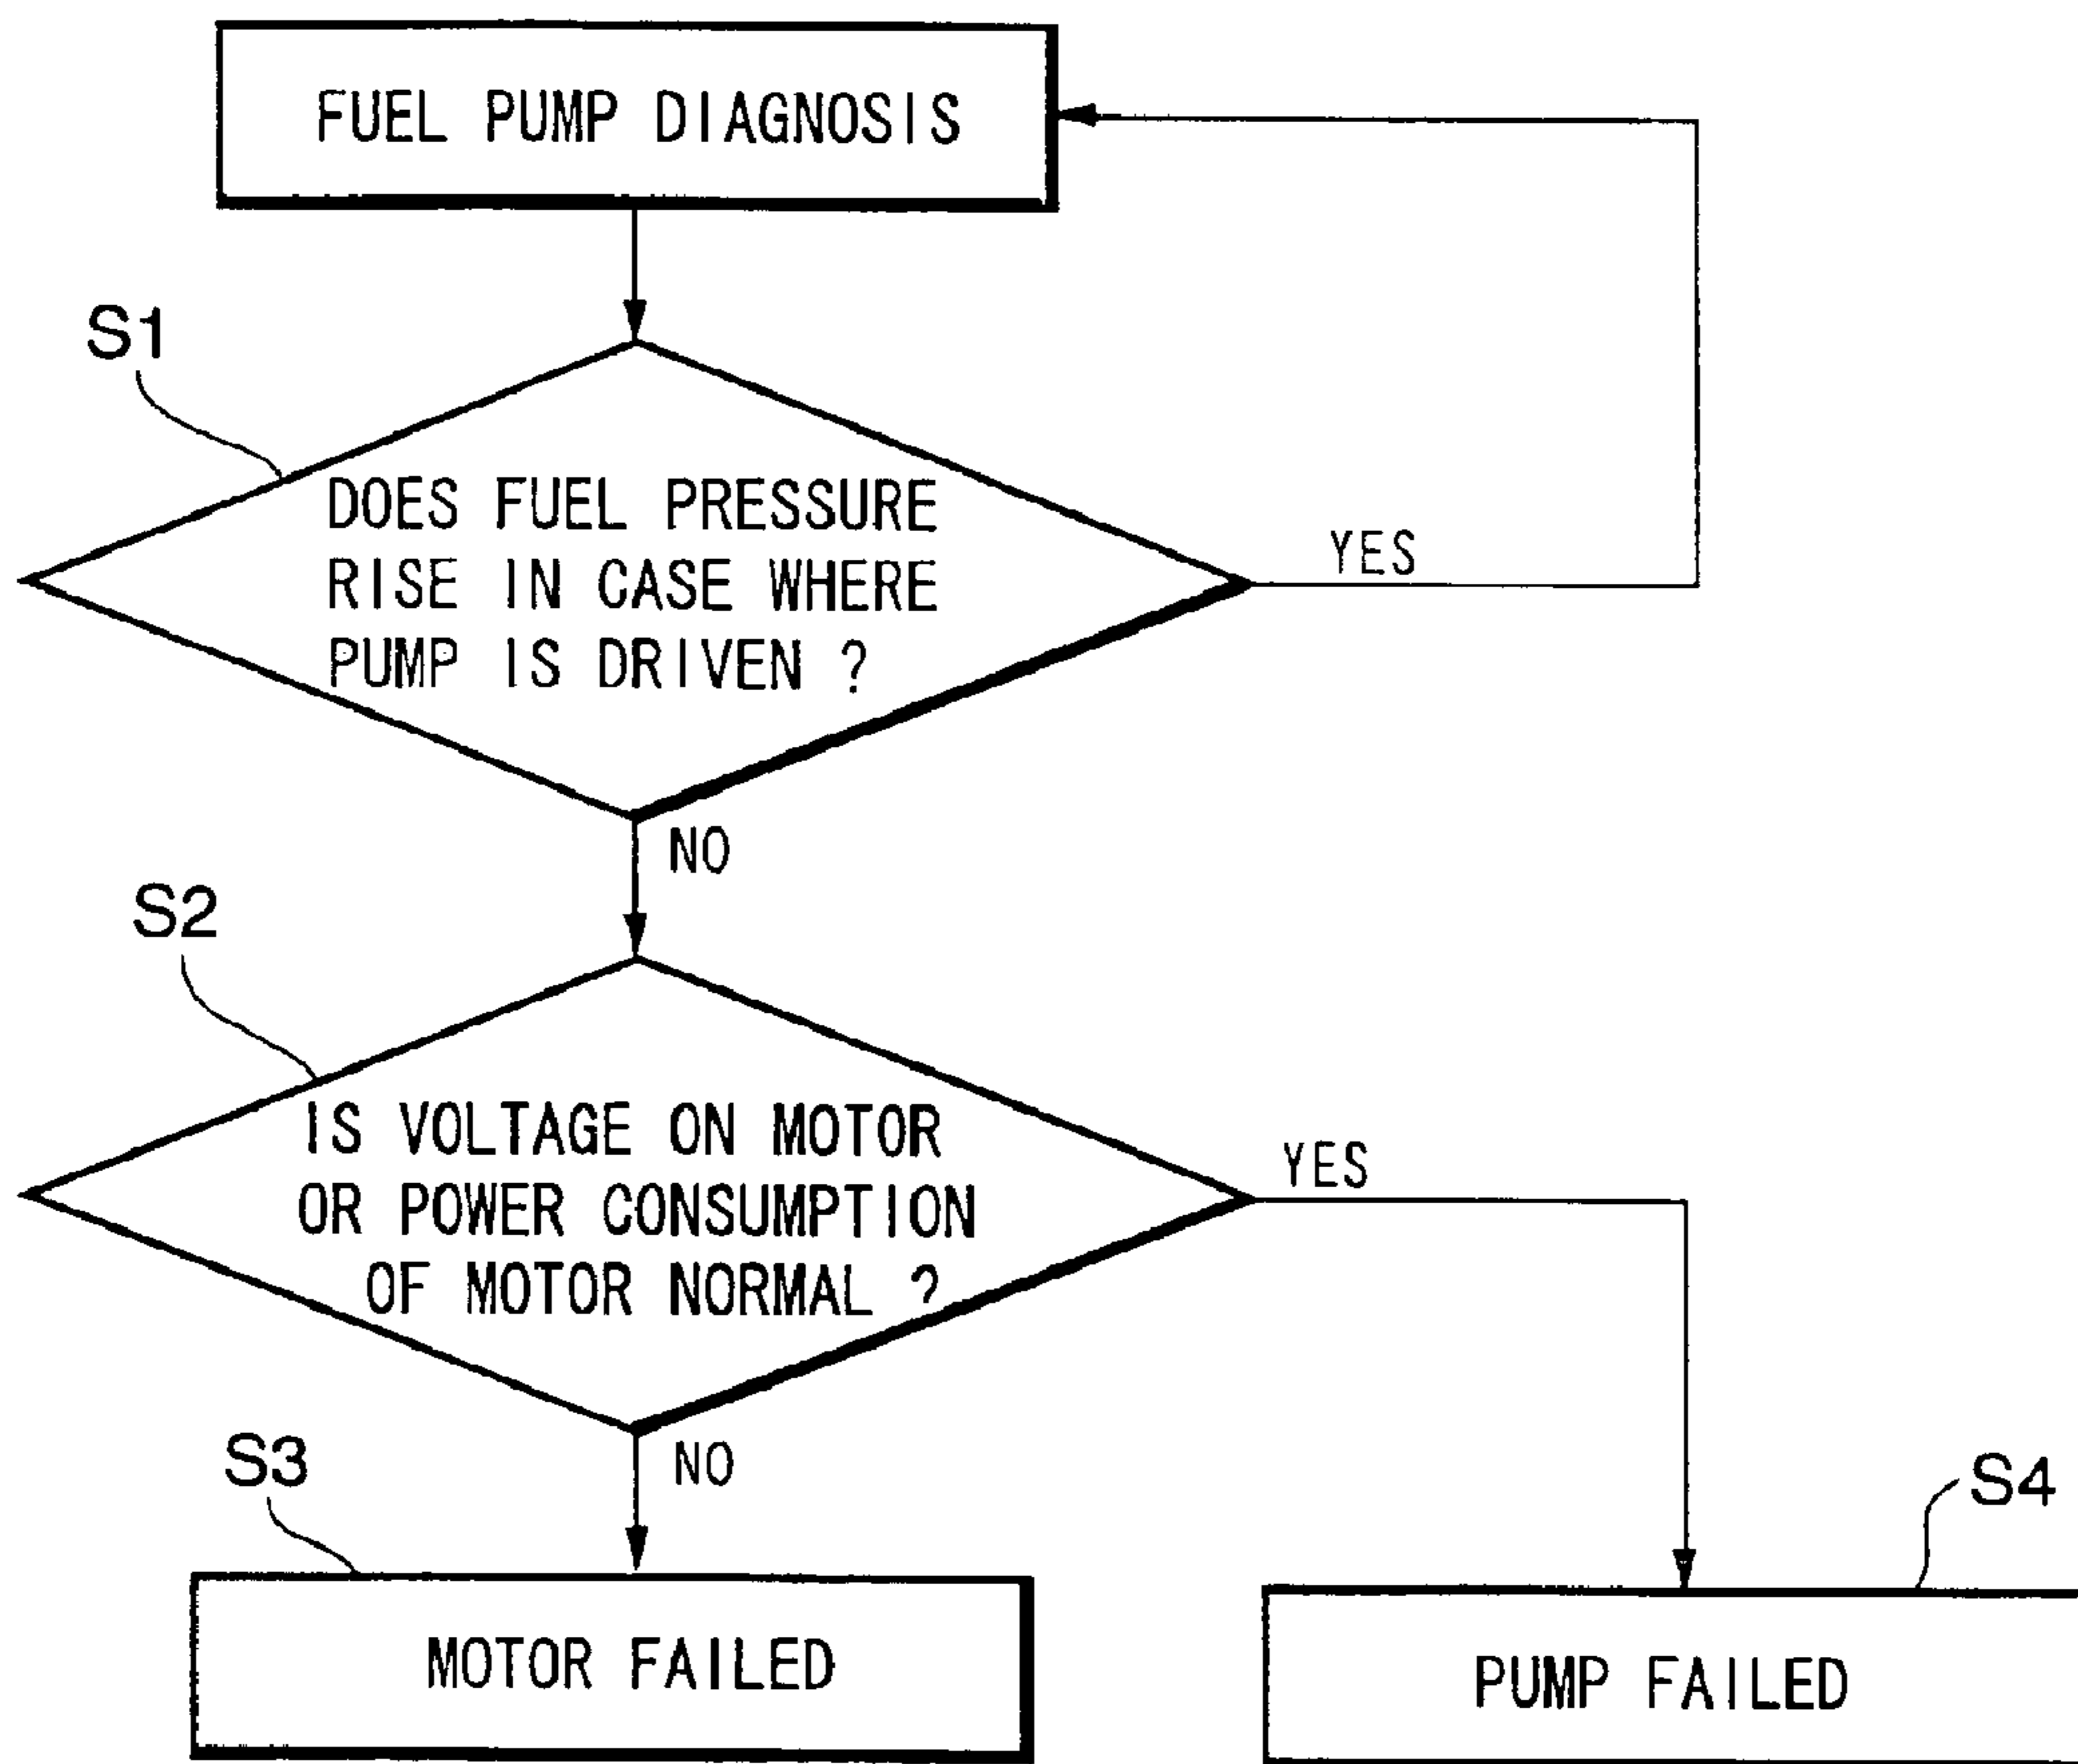 FUEL PUMP DIAGNOSIS
S1
DOES FUEL PRESSURE
RISE IN CASE WHERE
PUMP IS DRIVEN ?
YES
NO
S2
IS VOLTAGE ON MOTOR
OR POWER CONSUMPTION
OF MOTOR NORMAL ?
YES
NO
S3
MOTOR FAILED
S4
PUMP FAILED